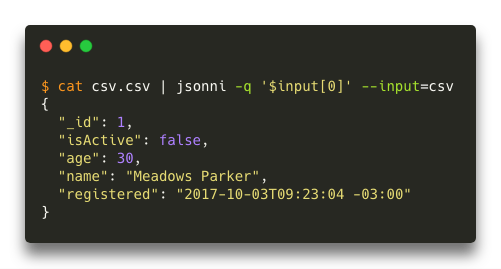 $ cat csv.csv | jsonni -q '$input[0]' --input=csv
{
  "_id": 1,
  "isActive": false,
  "age": 30,
  "name": "Meadows Parker",
  "registered": "2017-10-03T09:23:04 -03:00"
}